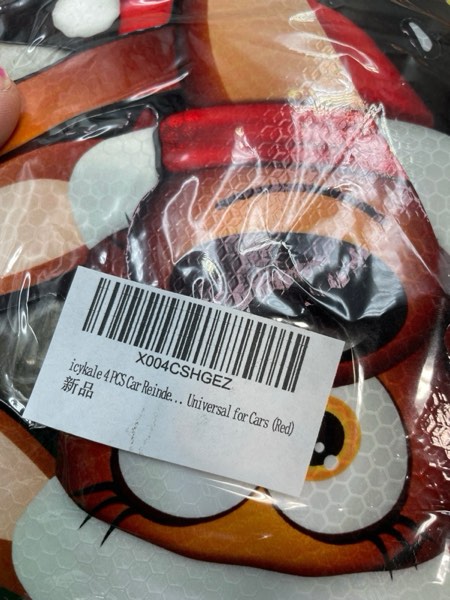 X004CSHGEZ
icykale 4 PCS Car Reinde... Universal for Cars (Red)
新品